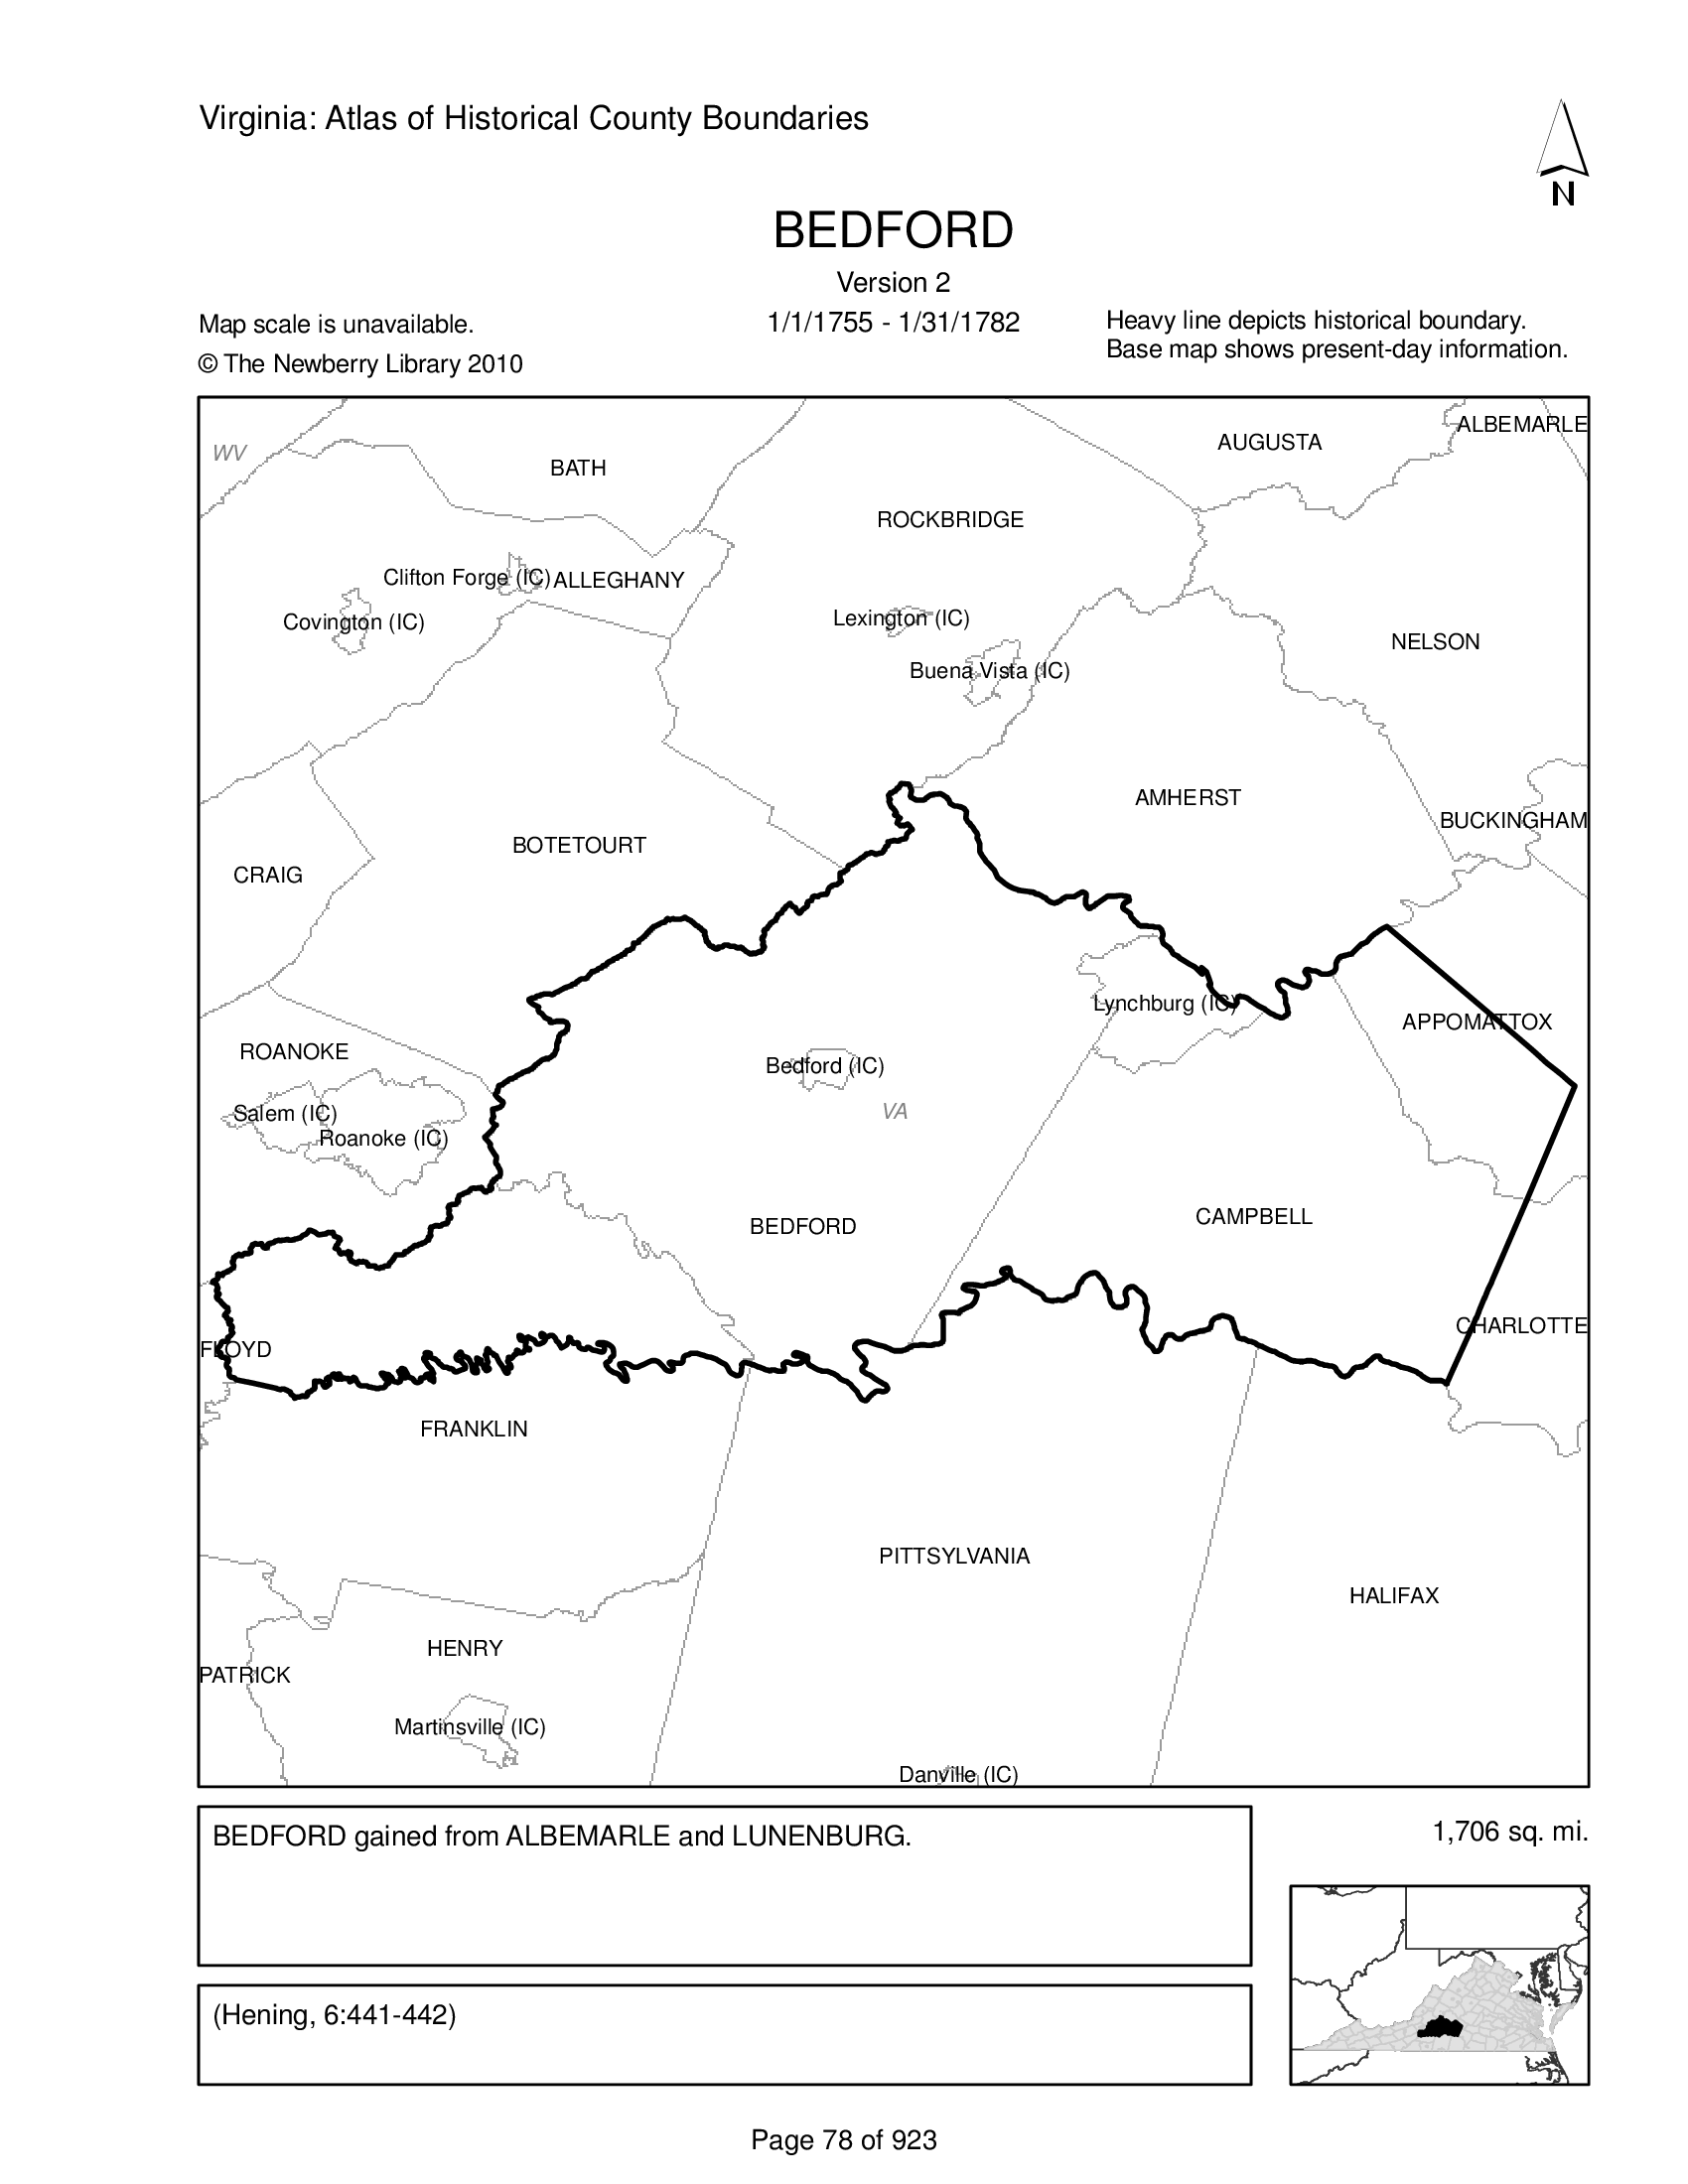 Virginia: Atlas of Historical County Boundaries
N
BEDFORD
Version 2
1/1/1755 - 1/31/1782
Map scale is unavailable.
© The Newberry Library 2010
Heavy line depicts historical boundary.
Base map shows present-day information.
WV
BATH
AUGUSTA
ALBEMARLE
ROCKBRIDGE
Clifton Forge (IC)
ALLEGHANY
Covington (IC)
Lexington (IC)
Buena Vista (IC)
NELSON
AMHERST
BUCKINGHAM
BOTETOURT
CRAIG
Lynchburg (IC)
APPOMATTOX
ROANOKE
Bedford (IC)
Salem (IC)
VA
Roanoke (IC)
BEDFORD
CAMPBELL
CHARLOTTE
FLOYD
FRANKLIN
PITTSYLVANIA
HALIFAX
HENRY
PATRICK
Martinsville (IC)
Danville (IC)
BEDFORD gained from ALBEMARLE and LUNENBURG.
1,706 sq. mi.
(Hening, 6:441-442)
Page 78 of 923